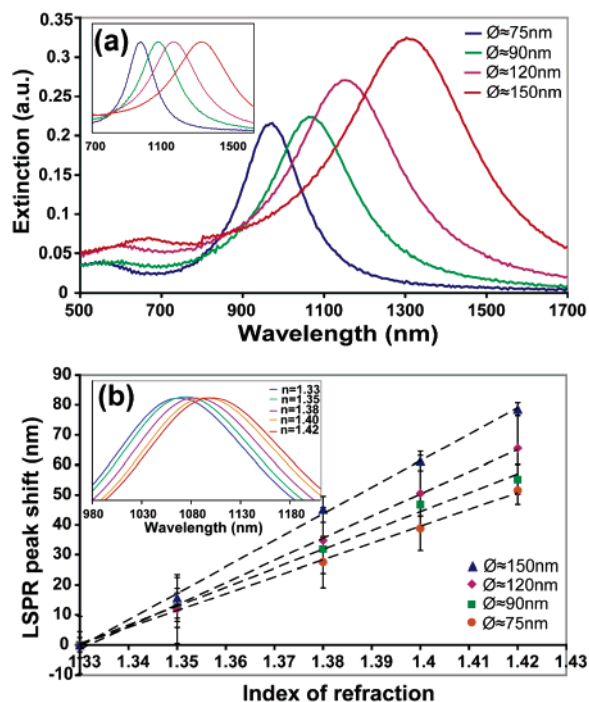 (a)
Ø≈75nm
Ø≈90nm
Ø≈120nm
Ø≈150nm
700 1100 1500
Extinction (a.u.)
0.35
0.3
0.25
0.2
0.15
0.1
0.05
0
500 700 900 1100 1300 1500 1700
Wavelength (nm)
(b)
n=1.33
n=1.35
n=1.38
n=1.40
n=1.42
980 1030 1080 1130 1180
Wavelength (nm)
LSPR peak shift (nm)
90
80
70
60
50
40
30
20
10
0
-10
Ø≈150nm
Ø≈120nm
Ø≈90nm
Ø≈75nm
1.33 1.34 1.35 1.36 1.37 1.38 1.39 1.4 1.41 1.42 1.43
Index of refraction